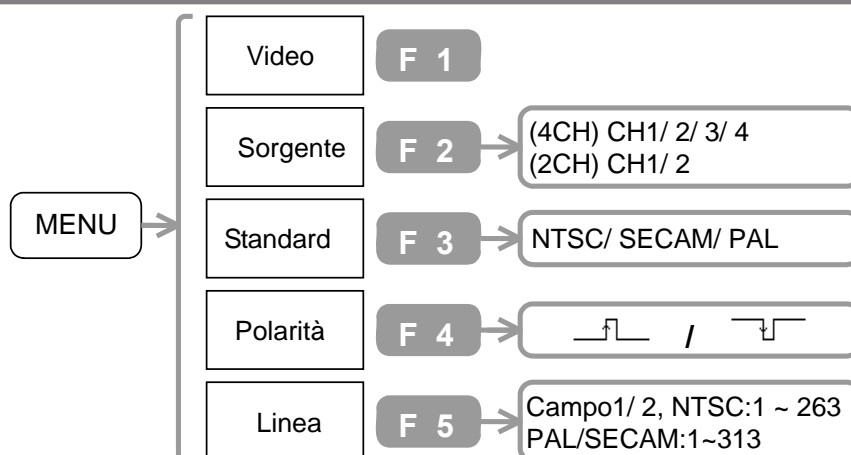 MENU
Video F 1
Sorgente F 2 (4CH) CH1/ 2/ 3/ 4
(2CH) CH1/ 2
Standard F 3 NTSC/ SECAM/ PAL
Polarità F 4 /
Linea F 5 Campo1/ 2, NTSC:1 ~ 263
PAL/SECAM:1~313